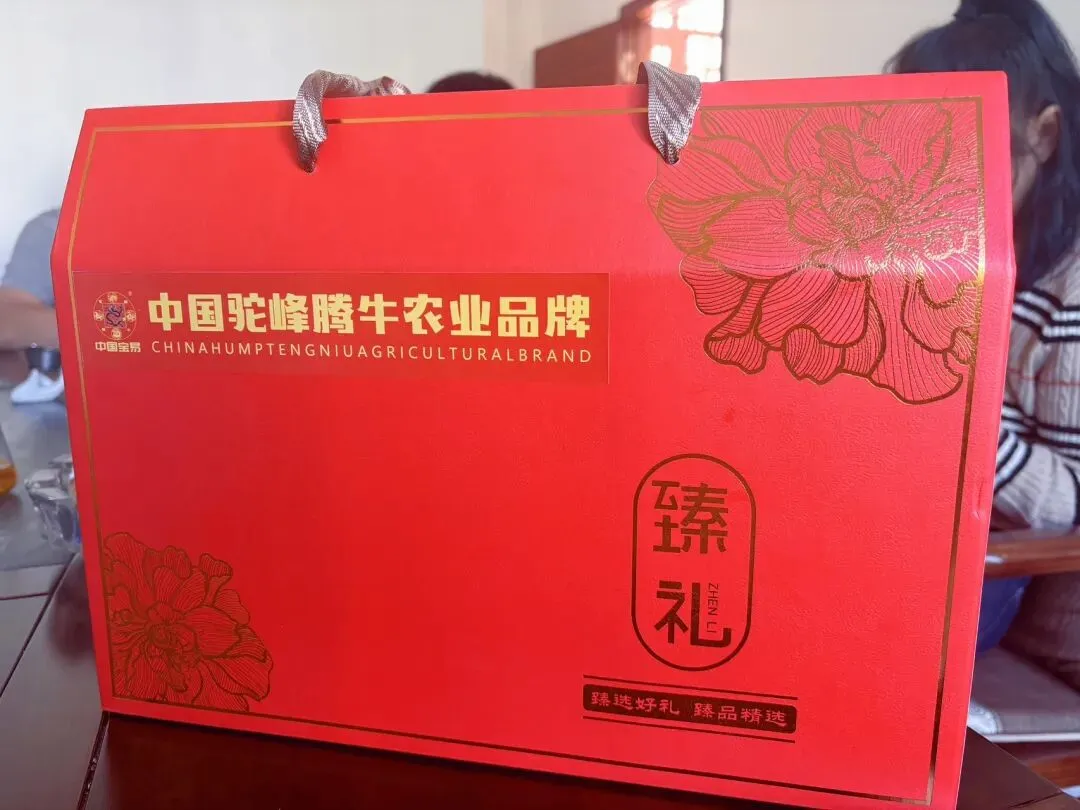 中国驼峰腾牛农业品牌
中国宝易
CHINAHUMPTENGNIUAGRICULTURALBRAND
臻礼
ZHEN LI
臻选好礼 臻品精选